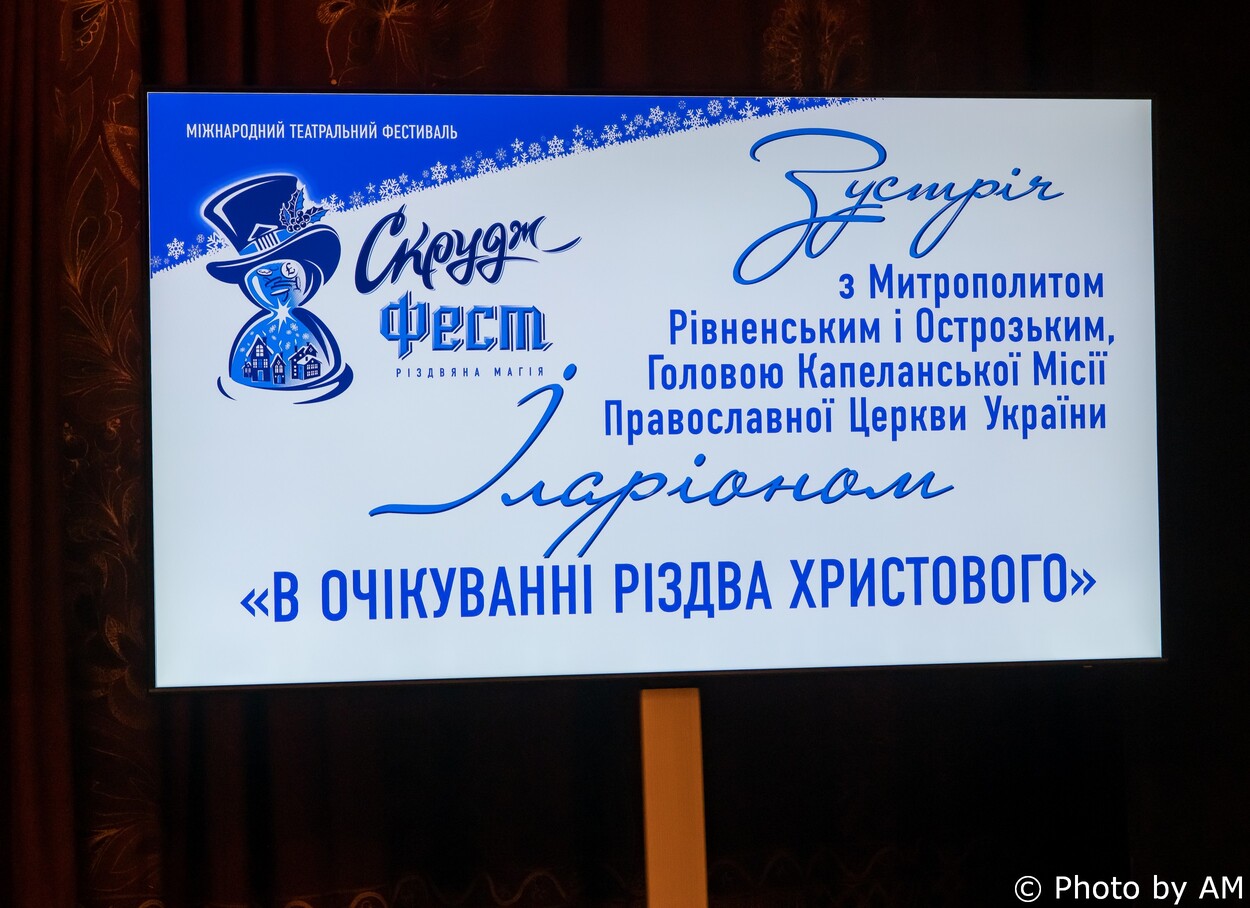 МІЖНАРОДНИЙ ТЕАТРАЛЬНИЙ ФЕСТИВАЛЬ
Скрудж
Фест
РІЗДВЯНА МАГІЯ
Зустріч
з Митрополитом
Рівненським і Острозьким,
Головою Капеланської Місії
Православної Церкви України
Іларіоном
«В ОЧІКУВАННІ РІЗДВА ХРИСТОВОГО»
© Photo by AM